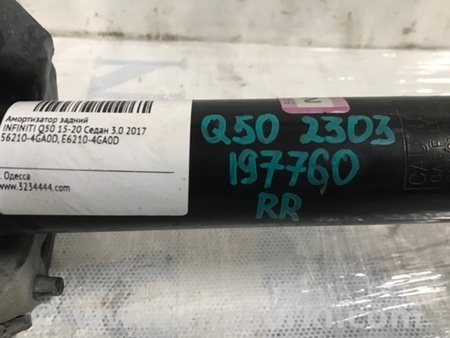 Амортизатор задний
INFINITI Q50 15-20 Седан 3.0 2017
56210-4GA0D, E6210-4GA0D
г. Одесса
www.3234444.com
Q50 2303
197760
RR
N